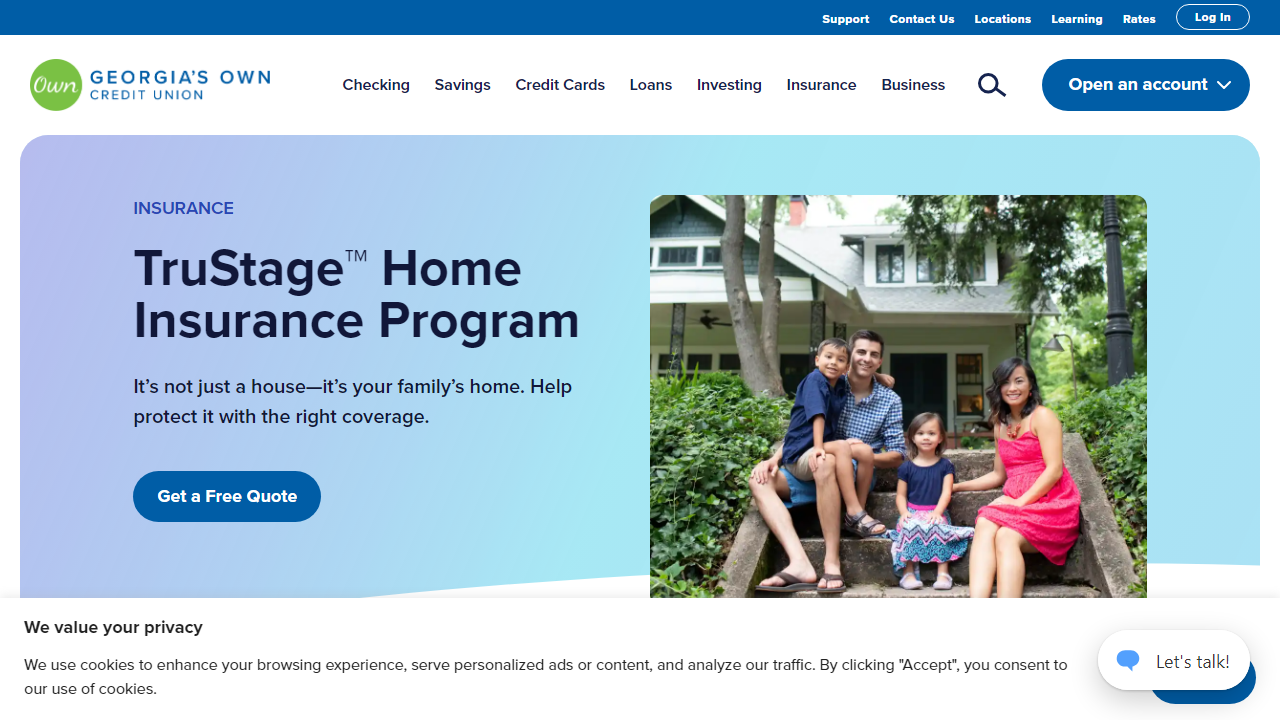 Support Contact Us Locations Learning Rates Log In
Own GEORGIA'S OWN
CREDIT UNION
Checking Savings Credit Cards Loans Investing Insurance Business Open an account
INSURANCE
TruStage™ Home
Insurance Program
It's not just a house—it's your family's home. Help
protect it with the right coverage.
Get a Free Quote
We value your privacy
We use cookies to enhance your browsing experience, serve personalized ads or content, and analyze our traffic. By clicking "Accept", you consent to
our use of cookies.
Let's talk!